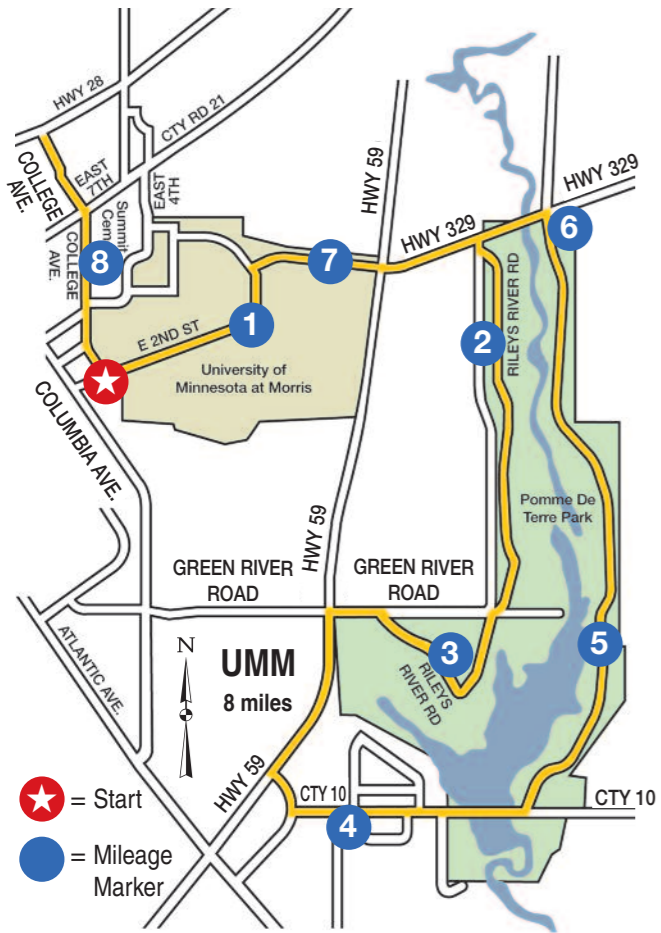 HWY 28
CTY RD 21
COLLEGE
AVE.
EAST
7TH
EAST
4TH
Summit
Cem
COLLEGE
AVE.
8
HWY 59
HWY 329
HWY 329
6
7
1
E 2ND ST
2
RILEYS RIVER RD
University of
Minnesota at Morris
COLUMBIA AVE.
Pomme De
Terre Park
HWY 59
GREEN RIVER
ROAD
GREEN RIVER
ROAD
ATLANTIC AVE.
N
UMM
8 miles
3
RILEYS
RIVER RD
5
HWY 59
CTY 10
4
CTY 10
= Start
= Mileage
Marker